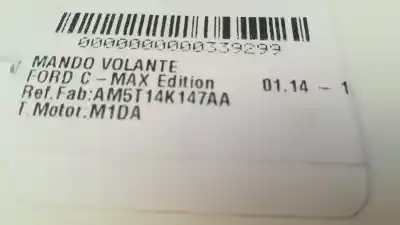 0000000000339299
MANDO VOLANTE
FORD C-MAX Edition 01.14 - 1
Ref.Fab:AM5T14K147AA
T.Motor:M1DA